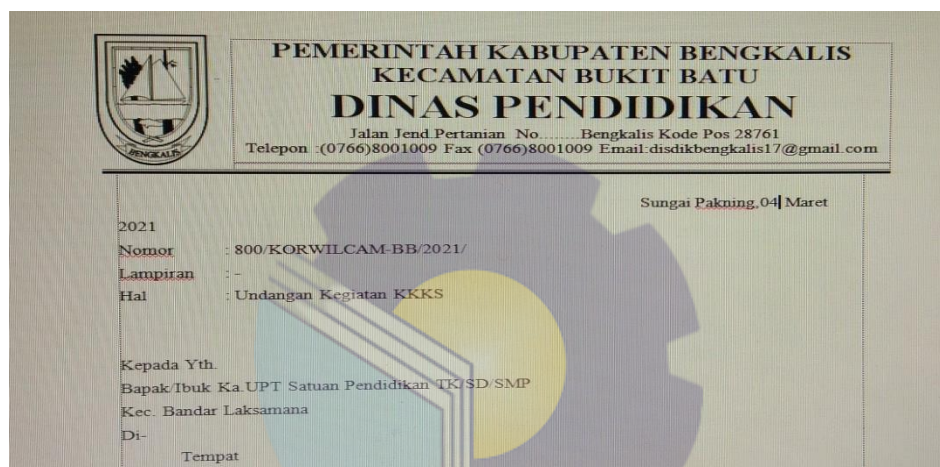 PEMERINTAH KABUPATEN BENGKALIS
KECAMATAN BUKIT BATU
DINAS PENDIDIKAN
Jalan Jend Pertanian No........Bengkalis Kode Pos 28761
Telepon :(0766)8001009 Fax (0766)8001009 Email:disdikbengkalis17@gmail.com
BENGKALIS
Sungai Pakning,04 Maret
2021
Nomor : 800/KORWILCAM-BB/2021/
Lampiran : -
Hal : Undangan Kegiatan KKKS
Kepada Yth.
Bapak/Ibuk Ka.UPT Satuan Pendidikan TK/SD/SMP
Kec. Bandar Laksamana
Di-
Tempat